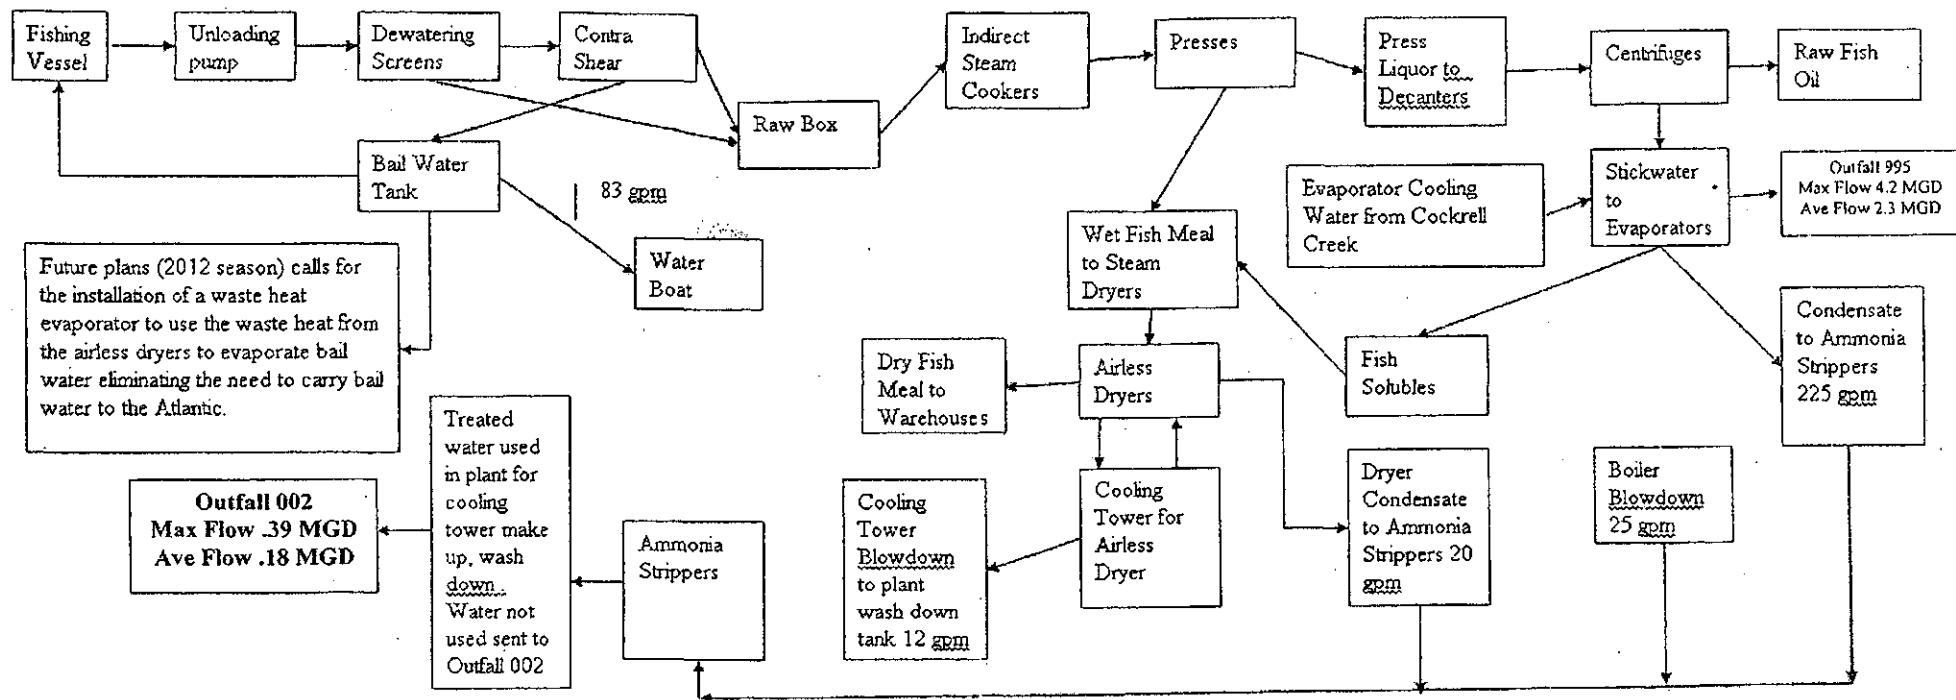 Fishing
Vessel
Unloading
pump
Dewatering
Screens
Contra
Shear
Raw Box
Indirect
Steam
Cookers
Presses
Press
Liquor to
Decanters
Centrifuges
Raw Fish
Oil
Bail Water
Tank
83 gpm
Water
Boat
Future plans (2012 season) calls for
the installation of a waste heat
evaporator to use the waste heat from
the airless dryers to evaporate bail
water eliminating the need to carry bail
water to the Atlantic.
Wet Fish Meal
to Steam
Dryers
Evaporator Cooling
Water from Cockrell
Creek
Stickwater
to
Evaporators
Outfall 995
Max Flow 4.2 MGD
Ave Flow 2.3 MGD
Dry Fish
Meal to
Warehouses
Airless
Dryers
Fish
Solubles
Condensate
to Ammonia
Strippers
225 gpm
Outfall 002
Max Flow .39 MGD
Ave Flow .18 MGD
Treated
water used
in plant for
cooling
tower make
up, wash
down .
Water not
used sent to
Outfall 002
Ammonia
Strippers
Cooling
Tower
Blowdown
to plant
wash down
tank 12 gpm
Cooling
Tower for
Airless
Dryer
Dryer
Condensate
to Ammonia
Strippers 20
gpm
Boiler
Blowdown
25 gpm